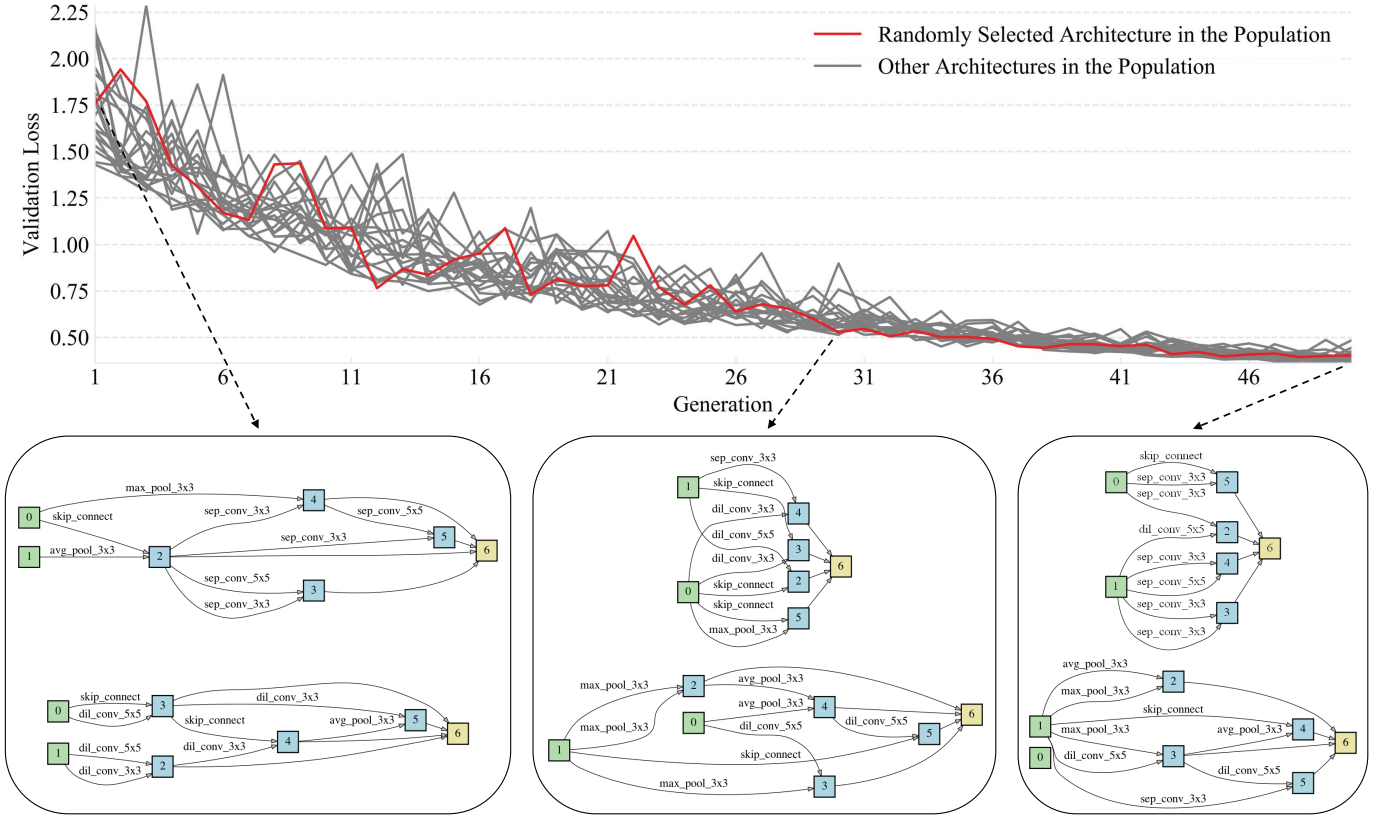 2.25
2.00
1.75
1.50
1.25
1.00
0.75
0.50
Validation Loss
Randomly Selected Architecture in the Population
Other Architectures in the Population
1 6 11 16 21 26 31 36 41 46
Generation
max_pool_3x3
0
skip_connect
1
avg_pool_3x3
2
sep_conv_3x3
4
sep_conv_5x5
sep_conv_3x3
5
6
sep_conv_5x5
3
sep_conv_3x3
0
skip_connect
dil_conv_5x5
3
dil_conv_3x3
skip_connect
1
dil_conv_5x5
dil_conv_3x3
2
dil_conv_3x3
4
avg_pool_3x3
5
6
sep_conv_3x3
1
skip_connect
4
dil_conv_3x3
dil_conv_5x5
3
dil_conv_3x3
2
6
0
skip_connect
skip_connect
5
max_pool_3x3
max_pool_3x3
2
avg_pool_3x3
avg_pool_3x3
0
4
max_pool_3x3
dil_conv_5x5
dil_conv_5x5
6
1
skip_connect
5
max_pool_3x3
3
skip_connect
0
sep_conv_3x3
sep_conv_3x3
5
dil_conv_5x5
2
6
sep_conv_3x3
4
1
sep_conv_5x5
sep_conv_3x3
3
sep_conv_3x3
avg_pool_3x3
2
max_pool_3x3
skip_connect
1
max_pool_3x3
avg_pool_3x3
4
6
0
dil_conv_5x5
3
dil_conv_5x5
5
sep_conv_3x3